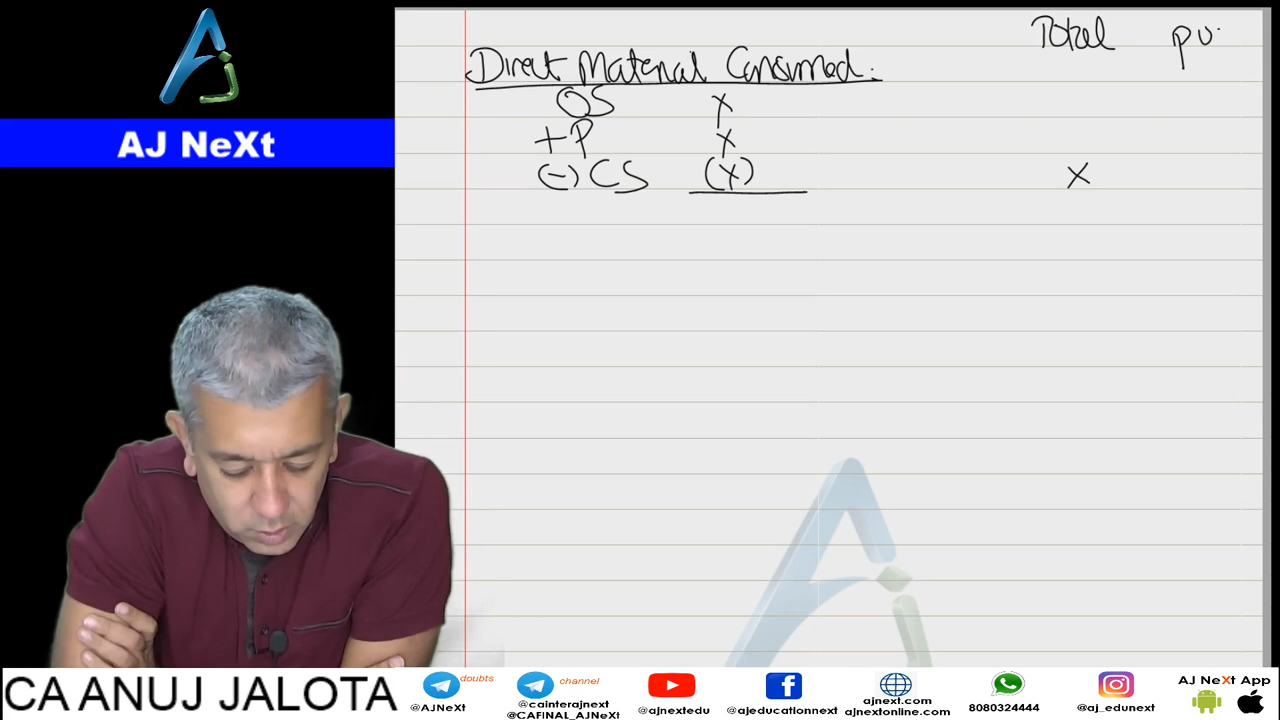 AJ NeXt
Total pu.
Direct Material Consumed:
OS x
+ P x
(-) CS (x) x
CA ANUJ JALOTA
doubts
@AJNeXt
channel
@cainterajnext
@CAFINAL_AJNeXt
@ajnextedu
@ajeducationnext
ajnext.com
ajnextonline.com
8080324444
@aj_edunext
AJ NeXt App